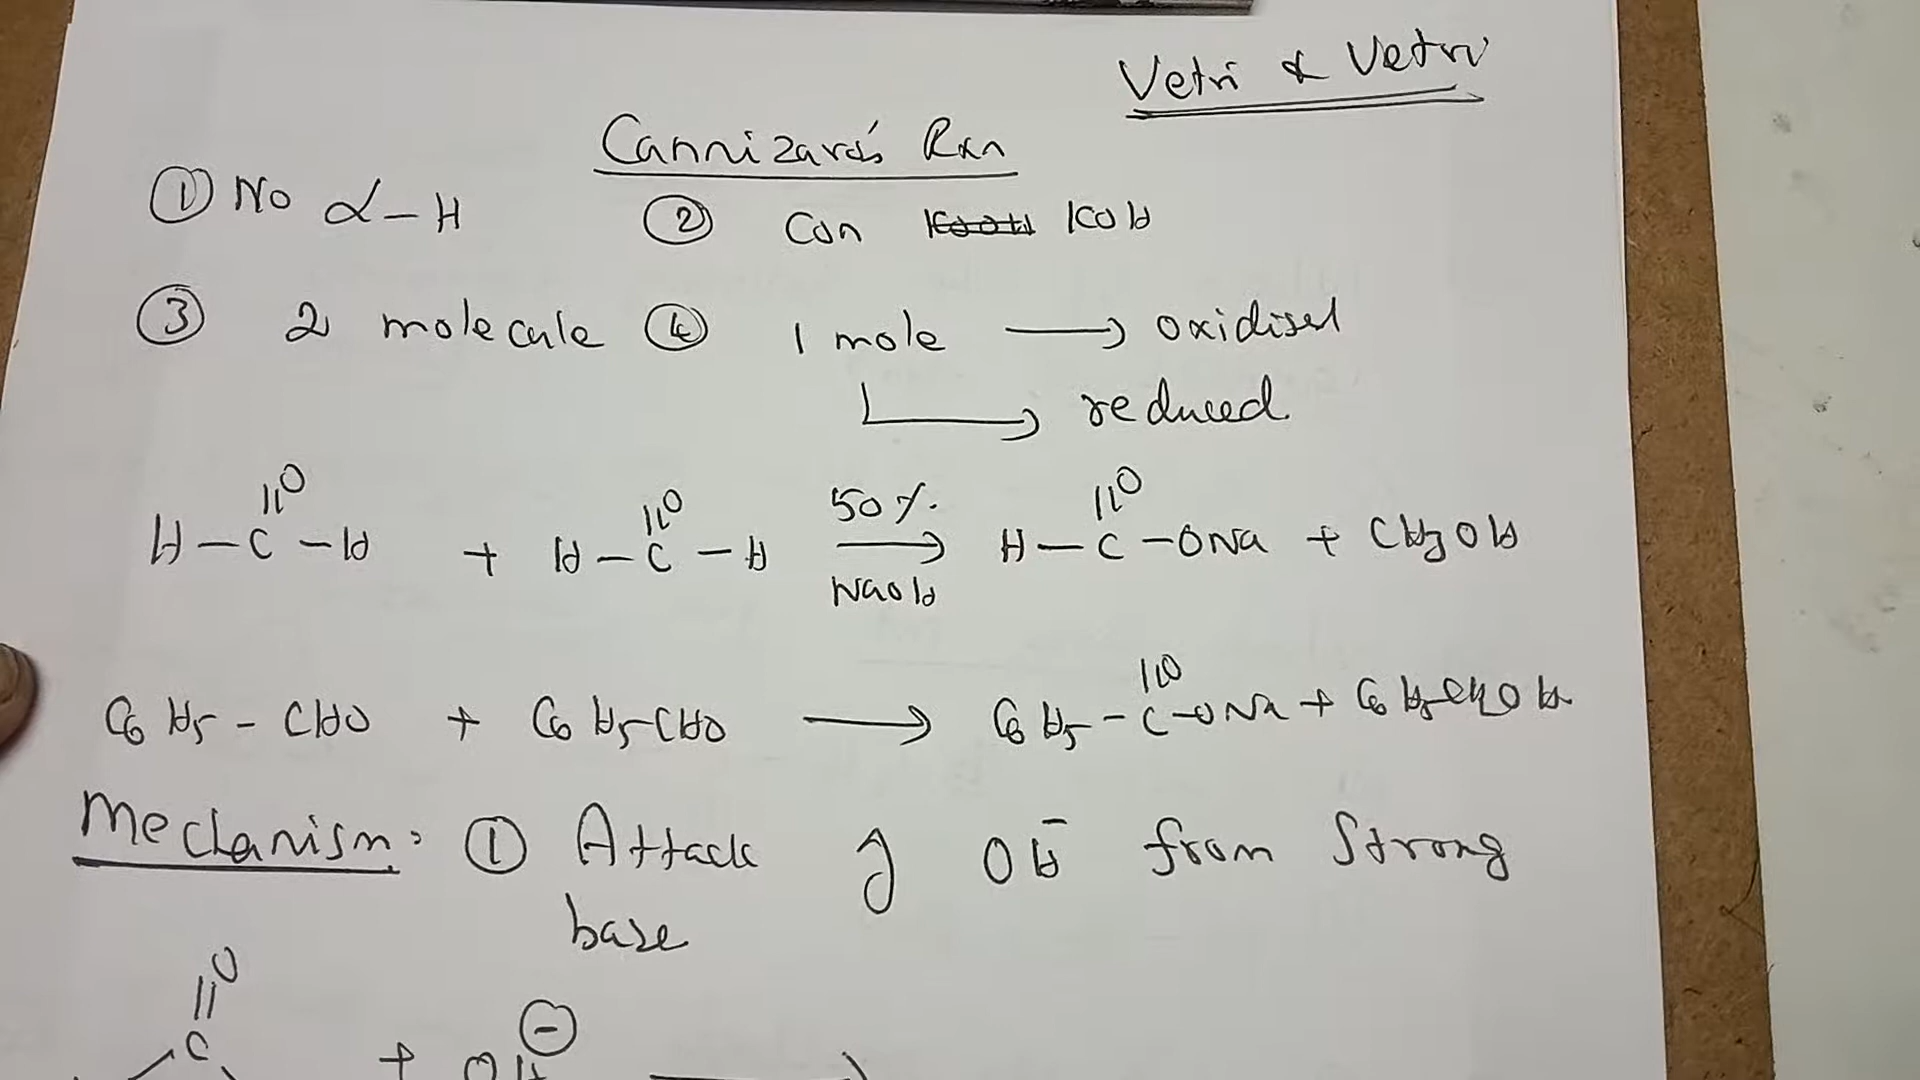 Vetri & Vetri
Cannizaro's Rxn
① No α-H ② Con KOH
③ 2 molecule ④ 1 mole → oxidised
↳ reduced
O O 50% O
H-C-H + H-C-H → H-C-ONa + CH3OH
NaOH
O
C6H5-CHO + C6H5-CHO → C6H5-C-ONa + C6H5CH2OH
Mechanism: ① Attack of OH⁻ from Strong
base
O
C + OH ⊖ →